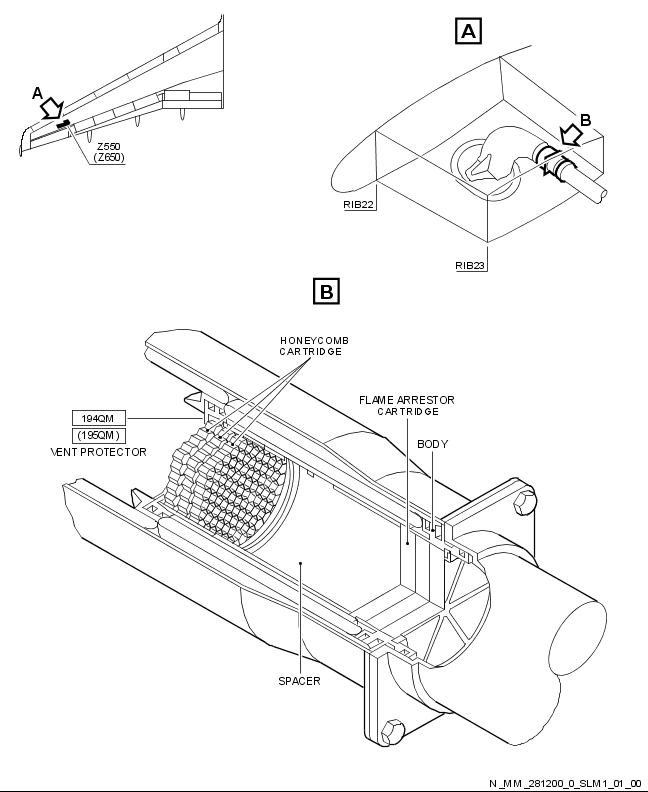 A
A
Z550
(Z650)
B
RIB22
RIB23
B
HONEYCOMB
CARTRIDGE
FLAME ARRESTOR
CARTRIDGE
194QM
(195QM)
VENT PROTECTOR
BODY
SPACER
N_MM_281200_0_SLM1_01_00